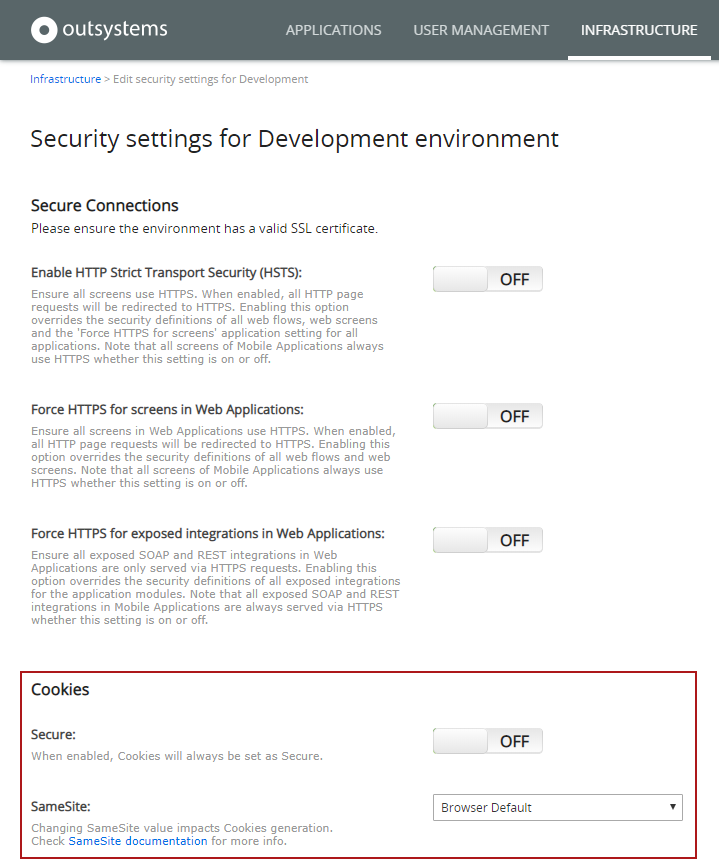 outsystems
APPLICATIONS
USER MANAGEMENT
INFRASTRUCTURE
Infrastructure > Edit security settings for Development
Security settings for Development environment
Secure Connections
Please ensure the environment has a valid SSL certificate.
Enable HTTP Strict Transport Security (HSTS):
OFF
Ensure all screens use HTTPS. When enabled, all HTTP page
requests will be redirected to HTTPS. Enabling this option
overrides the security definitions of all web flows, web screens
and the 'Force HTTPS for screens' application setting for all
applications. Note that all screens of Mobile Applications always
use HTTPS whether this setting is on or off.
Force HTTPS for screens in Web Applications:
OFF
Ensure all screens in Web Applications use HTTPS. When enabled,
all HTTP page requests will be redirected to HTTPS. Enabling this
option overrides the security definitions of all web flows and web
screens. Note that all screens of Mobile Applications always use
HTTPS whether this setting is on or off.
Force HTTPS for exposed integrations in Web Applications:
OFF
Ensure all exposed SOAP and REST integrations in Web
Applications are only served via HTTPS requests. Enabling this
option overrides the security definitions of all exposed integrations
for the application modules. Note that all exposed SOAP and REST
integrations in Mobile Applications are always served via HTTPS
whether this setting is on or off.
Cookies
Secure:
OFF
When enabled, Cookies will always be set as Secure.
SameSite:
Browser Default
Changing SameSite value impacts Cookies generation.
Check SameSite documentation for more info.